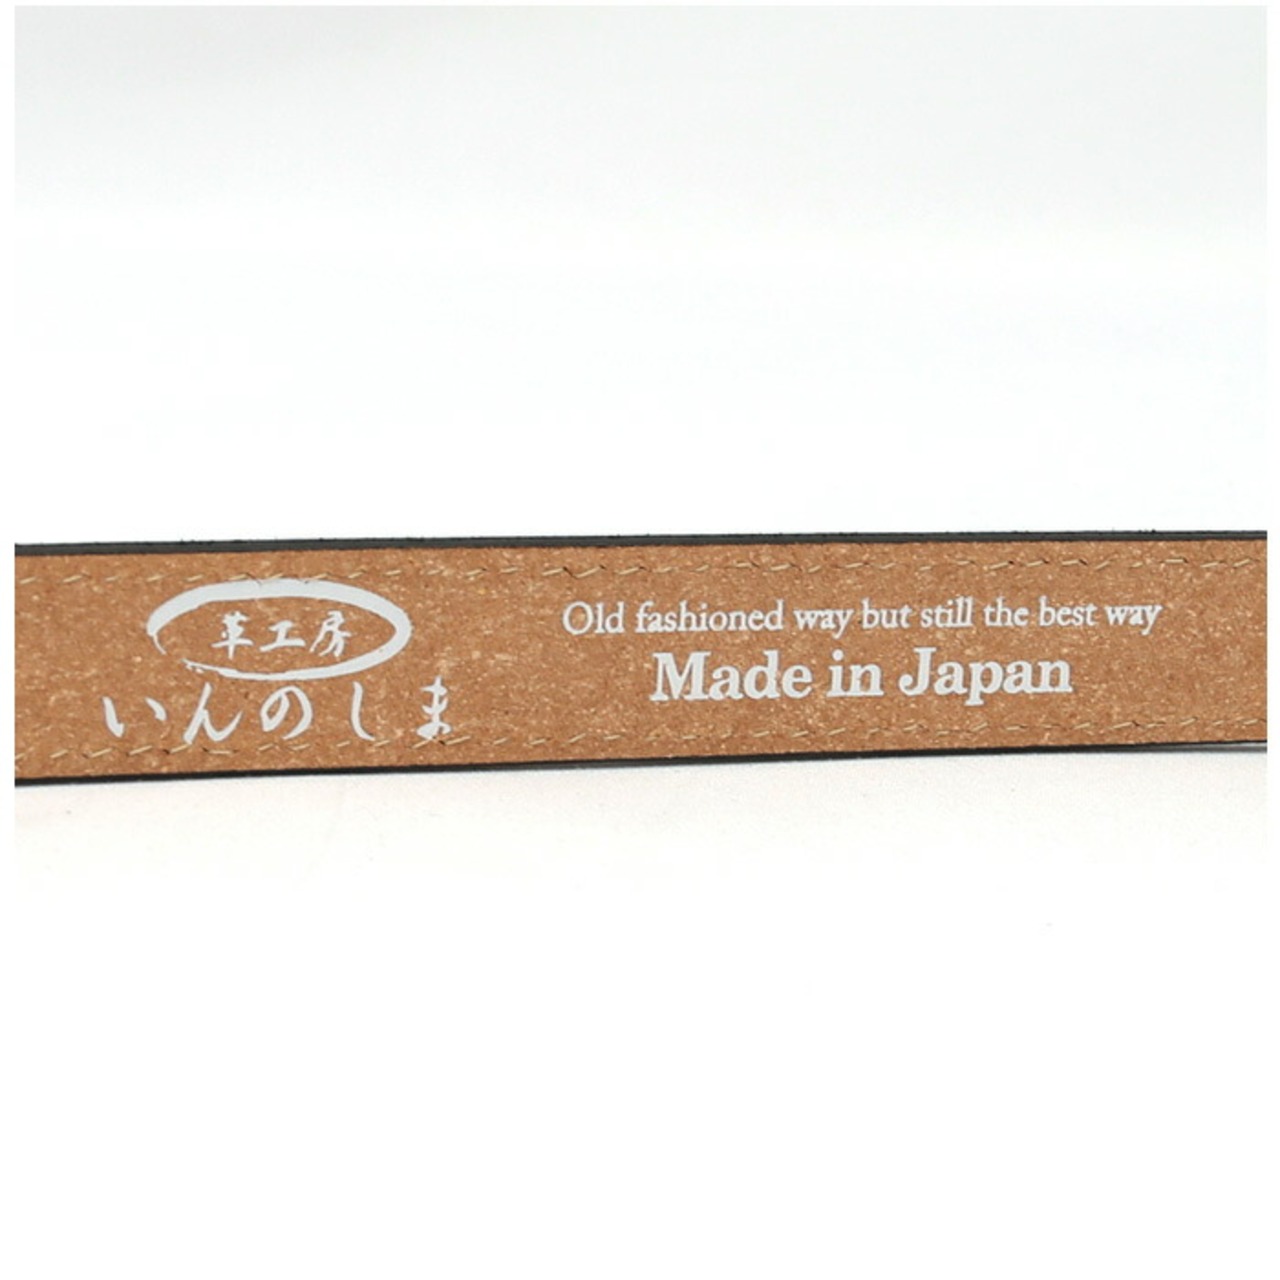 革工房
いんのしま
Old fashioned way but still the best way
Made in Japan